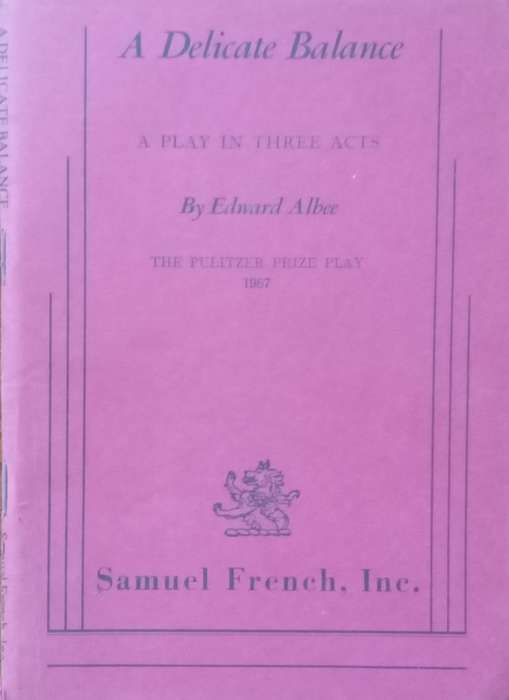 A Delicate Balance
A PLAY IN THREE ACTS
By Edward Albee
THE PULITZER PRIZE PLAY
1967
Samuel French, Inc.
A DELICATE BALANCE